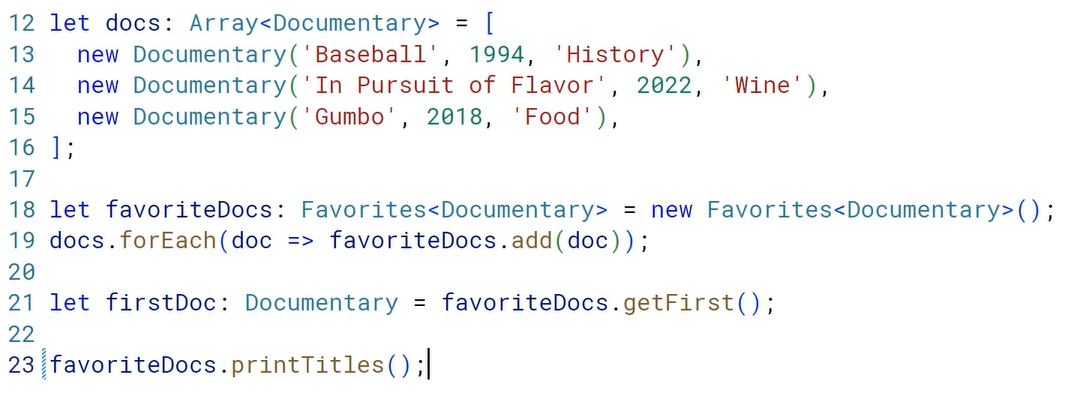 12 let docs: Array<Documentary> = [
13   new Documentary('Baseball', 1994, 'History'),
14   new Documentary('In Pursuit of Flavor', 2022, 'Wine'),
15   new Documentary('Gumbo', 2018, 'Food'),
16 ];
17
18 let favoriteDocs: Favorites<Documentary> = new Favorites<Documentary>();
19 docs.forEach(doc => favoriteDocs.add(doc));
20
21 let firstDoc: Documentary = favoriteDocs.getFirst();
22
23 favoriteDocs.printTitles();